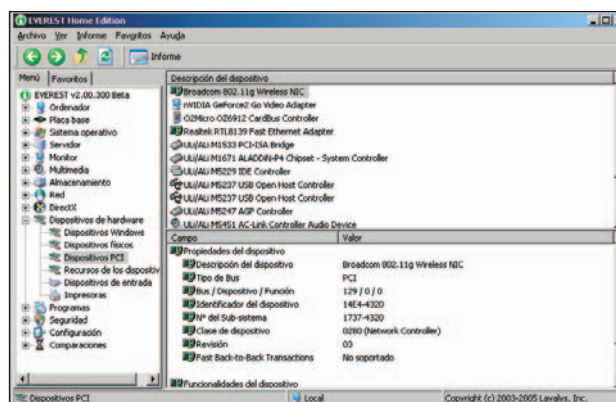 EVEREST Home Edition
Archivo Ver Informe Favoritos Ayuda
Informe
Menú Favoritos
EVEREST v2.00.300 Beta
Ordenador
Placa base
Sistema operativo
Servidor
Monitor
Multimedia
Almacenamiento
Red
DirectX
Dispositivos de hardware
Dispositivos Windows
Dispositivos físicos
Dispositivos PCI
Recursos de los dispositiv
Dispositivos de entrada
Impresoras
Programas
Seguridad
Configuración
Comparaciones
Descripción del dispositivo
Broadcom 802.11g Wireless NIC
nVIDIA GeForce2 Go Video Adapter
O2Micro OZ6912 CardBus Controller
Realtek RTL8139 Fast Ethernet Adapter
ULi/ALi M1533 PCI-ISA Bridge
ULi/ALi M1671 ALADDiN-P4 Chipset - System Controller
ULi/ALi M5229 IDE Controller
ULi/ALi M5237 USB Open Host Controller
ULi/ALi M5237 USB Open Host Controller
ULi/ALi M5247 AGP Controller
ULi/ALi M5451 AC-Link Controller Audio Device
Campo Valor
Propiedades del dispositivo
Descripción del dispositivo Broadcom 802.11g Wireless NIC
Tipo de Bus PCI
Bus / Dispositivo / Función 129 / 0 / 0
Identificador del dispositivo 14E4-4320
Nº del Sub-sistema 1737-4320
Clase de dispositivo 0280 (Network Controller)
Revisión 03
Fast Back-to-Back Transactions No soportado
Funcionalidades del dispositivo
Dispositivos PCI Local Copyright (c) 2003-2005 Lavalys, Inc.